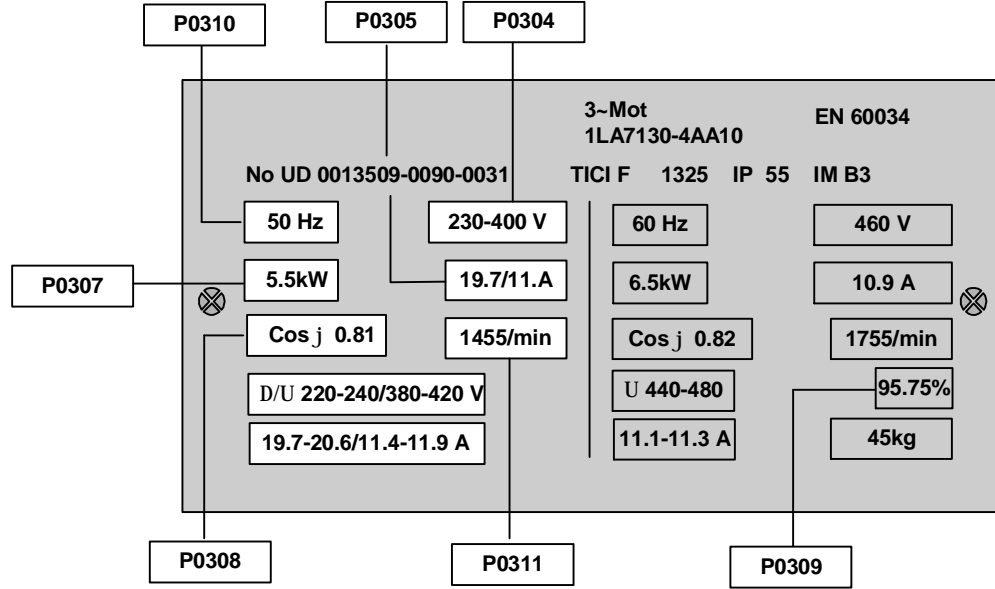 P0310 P0305 P0304
3~Mot EN 60034
1LA7130-4AA10
No UD 0013509-0090-0031 TICI F 1325 IP 55 IM B3
50 Hz 230-400 V 60 Hz 460 V
P0307 5.5kW 19.7/11.A 6.5kW 10.9 A
Cos j 0.81 1455/min Cos j 0.82 1755/min
D/U 220-240/380-420 V U 440-480 95.75%
19.7-20.6/11.4-11.9 A 11.1-11.3 A 45kg
P0308 P0311 P0309